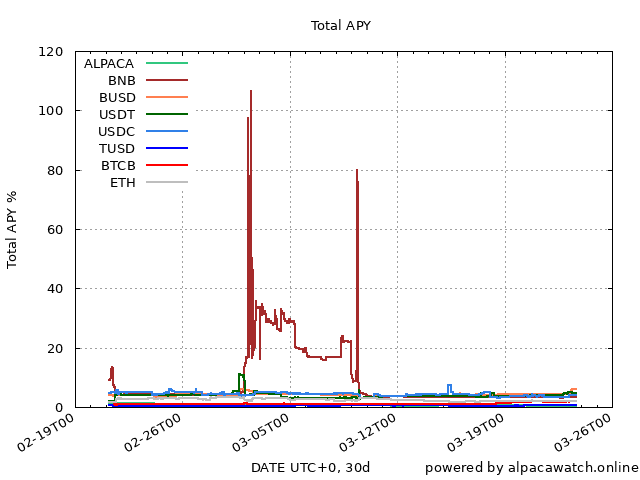 Total APY
120
100
80
60
40
20
0
Total APY %
ALPACA
BNB
BUSD
USDT
USDC
TUSD
BTCB
ETH
02-19T00
02-26T00
03-05T00
03-12T00
03-19T00
03-26T00
DATE UTC+0, 30d
powered by alpacawatch.online